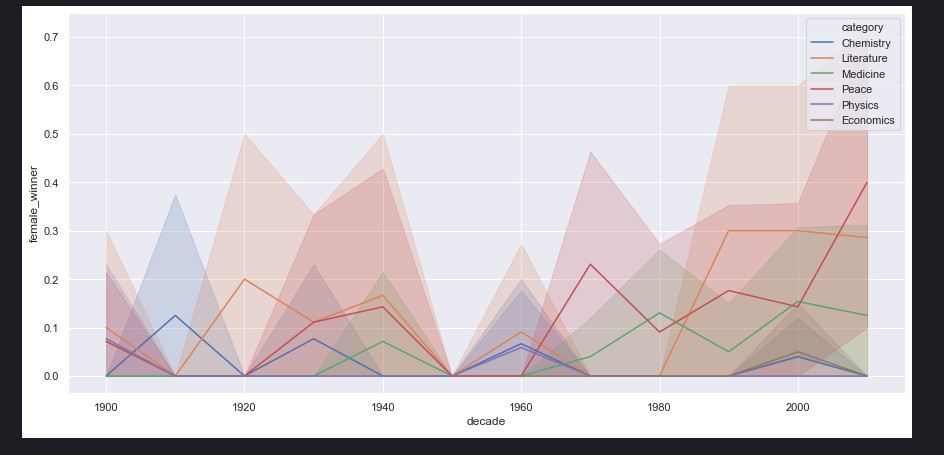 category
Chemistry
Literature
Medicine
Peace
Physics
Economics
0.7
0.6
0.5
0.4
0.3
0.2
0.1
0.0
female_winner
1900 1920 1940 1960 1980 2000
decade